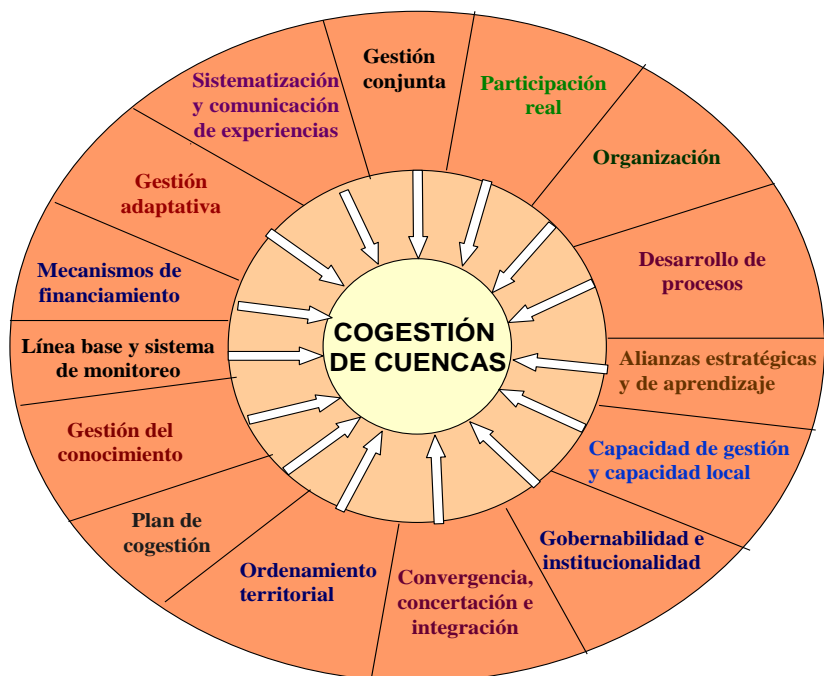 Gestión
conjunta
Participación
real
Organización
Desarrollo de
procesos
Alianzas estratégicas
y de aprendizaje
Capacidad de gestión
y capacidad local
Gobernabilidad e
institucionalidad
Convergencia,
concertación e
integración
Ordenamiento
territorial
Plan de
cogestión
Gestión del
conocimiento
Línea base y sistema
de monitoreo
Mecanismos de
financiamiento
Gestión
adaptativa
Sistematización
y comunicación
de experiencias
COGESTIÓN
DE CUENCAS